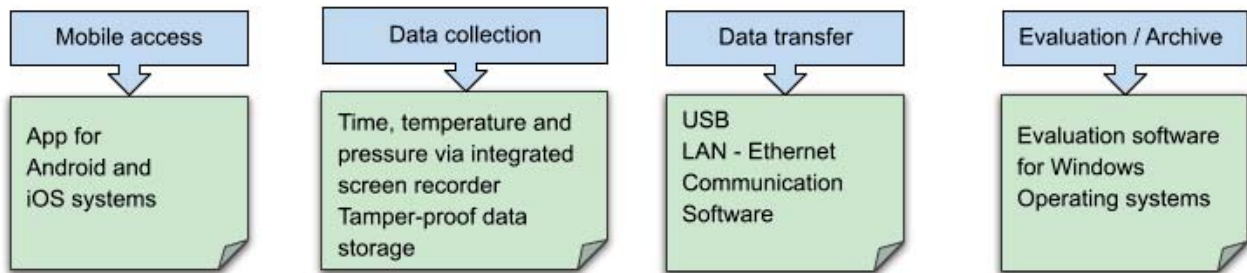 Mobile access
App for
Android and
iOS systems
Data collection
Time, temperature and
pressure via integrated
screen recorder
Tamper-proof data
storage
Data transfer
USB
LAN - Ethernet
Communication
Software
Evaluation / Archive
Evaluation software
for Windows
Operating systems